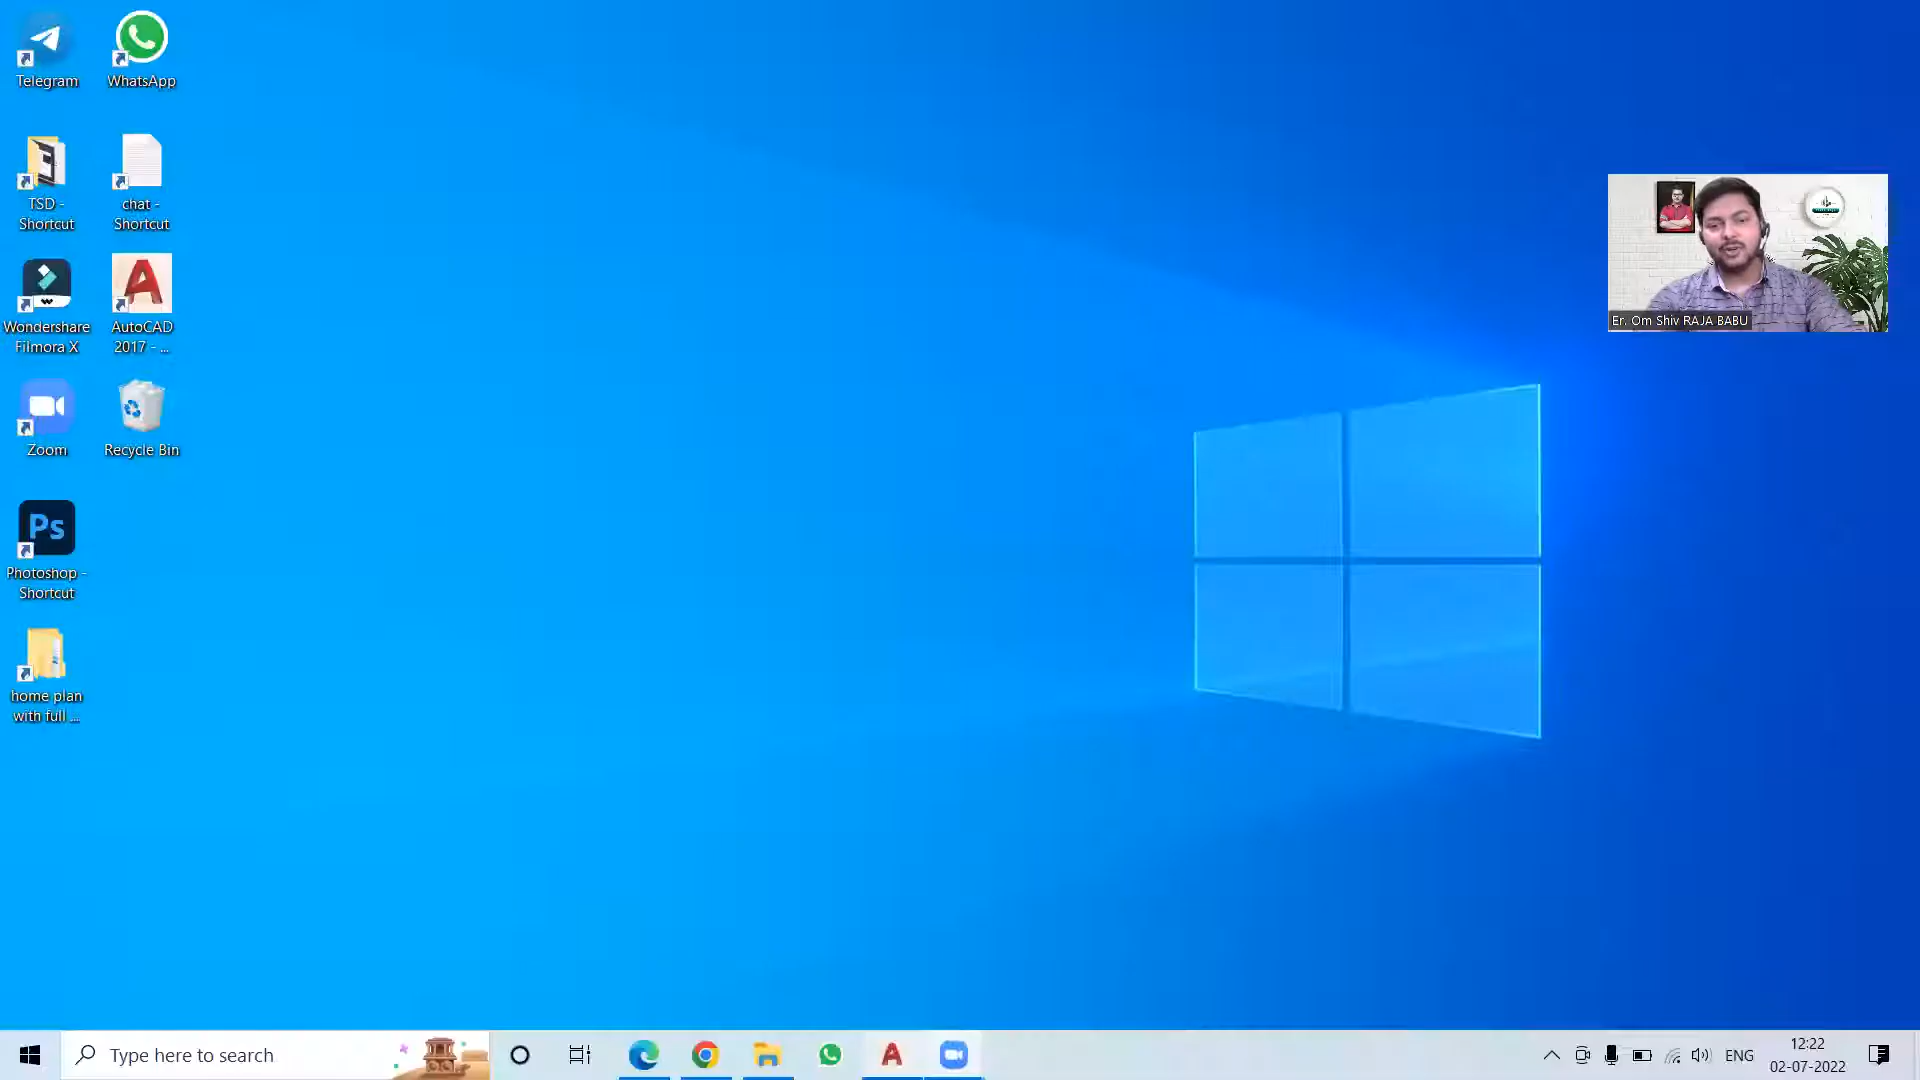 Telegram
WhatsApp
TSD -
Shortcut
chat -
Shortcut
Wondershare
Filmora X
AutoCAD
2017 - ...
Zoom
Recycle Bin
Ps
Photoshop -
Shortcut
home plan
with full ...
Er. Om Shiv RAJA BABU
Type here to search
ENG
12:22
02-07-2022